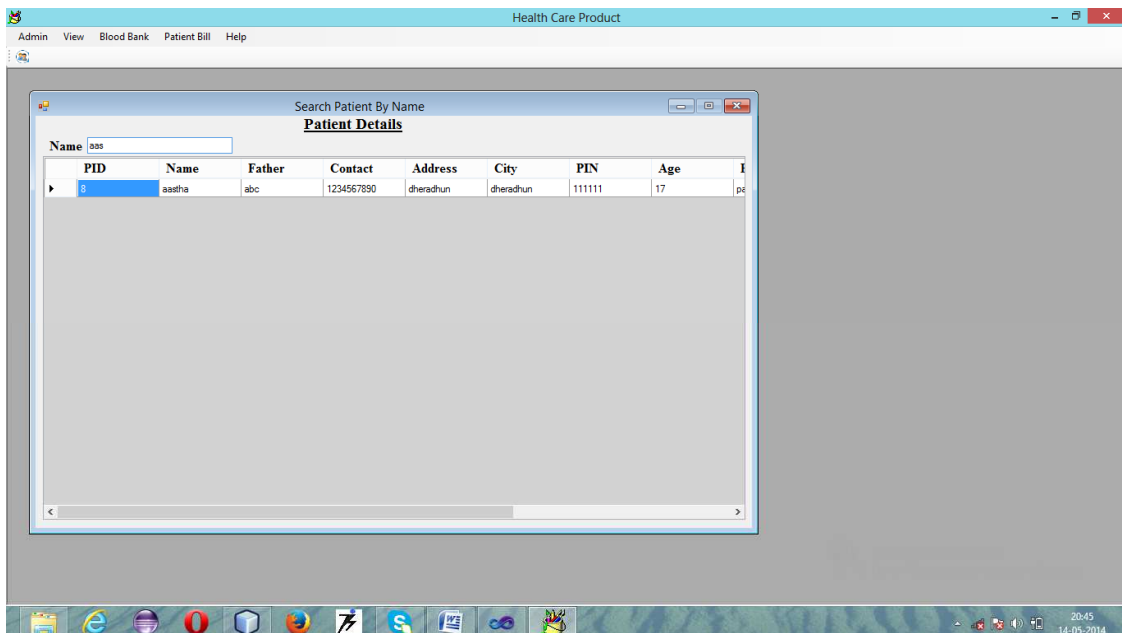 Health Care Product
Admin View Blood Bank Patient Bill Help
Search Patient By Name
Patient Details
Name aas
PID Name Father Contact Address City PIN Age
8 aastha abc 1234567890 dheradhun dheradhun 111111 17 pa
20:45
14-05-2014